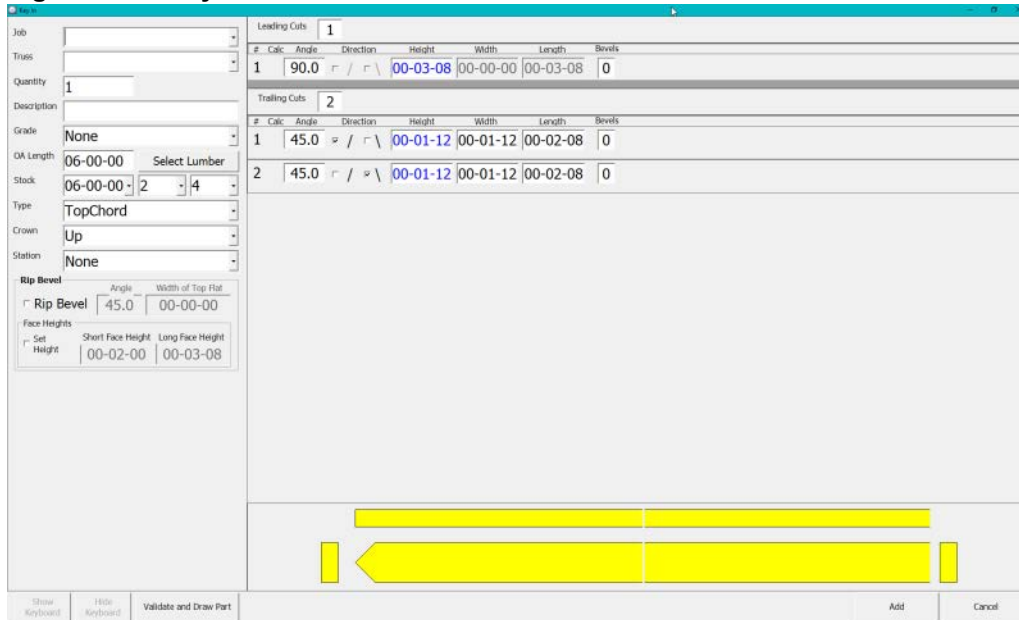 Key In
Job
Truss
Quantity 1
Description
Grade None
OA Length 06-00-00 Select Lumber
Stock 06-00-00 2 4
Type TopChord
Crown Up
Station None
Rip Bevel
Angle Width of Top Flat
Rip Bevel 45.0 00-00-00
Face Heights
Set Height Short Face Height Long Face Height
00-02-00 00-03-08
Leading Cuts 1
# Calc Angle Direction Height Width Length Bevels
1 90.0 / \ 00-03-08 00-00-00 00-03-08 0
Trailing Cuts 2
# Calc Angle Direction Height Width Length Bevels
1 45.0 / \ 00-01-12 00-01-12 00-02-08 0
2 45.0 / \ 00-01-12 00-01-12 00-02-08 0
Show Keyboard Hide Keyboard Validate and Draw Part Add Cancel